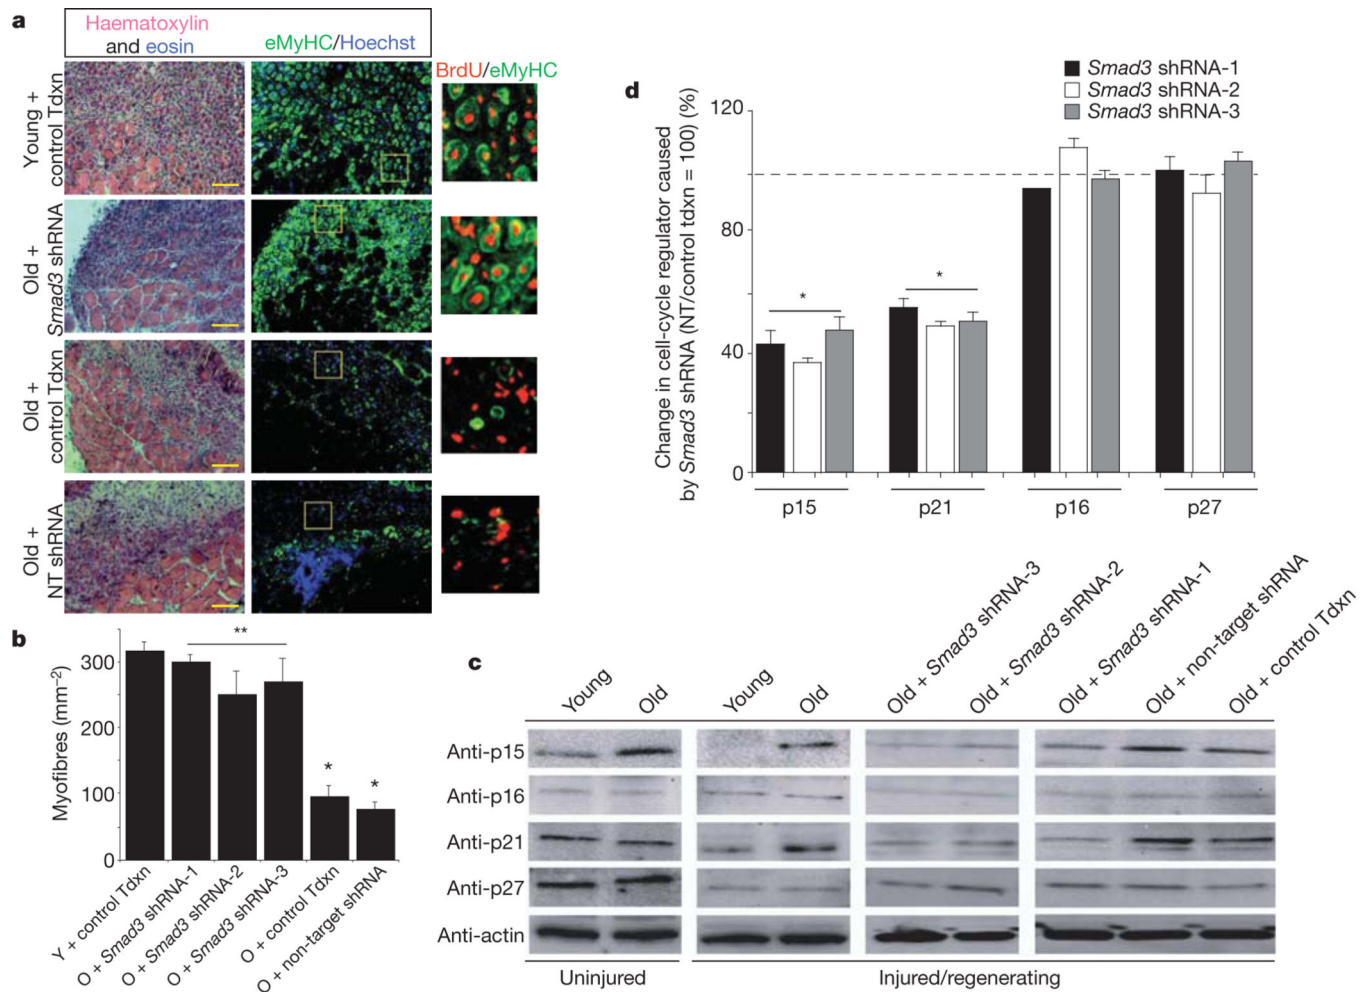 a
Haematoxylin
and eosin
eMyHC/Hoechst
BrdU/eMyHC
Young +
control Tdxn
Old +
Smad3 shRNA
Old +
control Tdxn
Old +
NT shRNA
b
Myofibres (mm⁻²)
300
200
100
0
**
*
*
Y + control Tdxn
O + Smad3 shRNA-1
O + Smad3 shRNA-2
O + Smad3 shRNA-3
O + control Tdxn
O + non-target shRNA
d
Smad3 shRNA-1
Smad3 shRNA-2
Smad3 shRNA-3
Change in cell-cycle regulator caused
by Smad3 shRNA (NT/control tdxn = 100) (%)
120
80
40
0
*
*
p15
p21
p16
p27
c
Young
Old
Young
Old
Old + Smad3 shRNA-3
Old + Smad3 shRNA-2
Old + Smad3 shRNA-1
Old + non-target shRNA
Old + control Tdxn
Anti-p15
Anti-p16
Anti-p21
Anti-p27
Anti-actin
Uninjured
Injured/regenerating